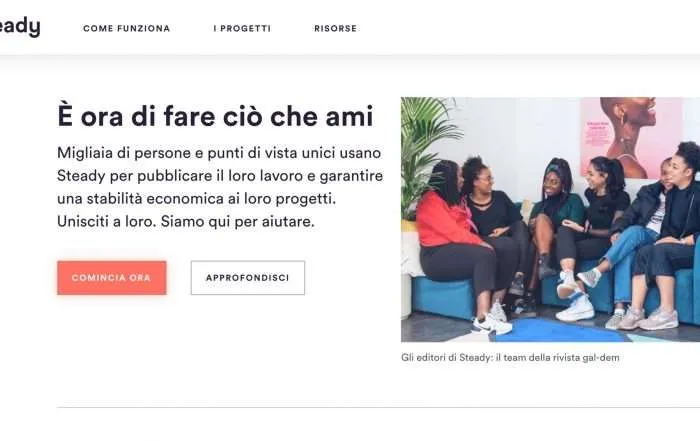 eady
COME FUNZIONA
I PROGETTI
RISORSE
È ora di fare ciò che ami
Migliaia di persone e punti di vista unici usano
Steady per pubblicare il loro lavoro e garantire
una stabilità economica ai loro progetti.
Unisciti a loro. Siamo qui per aiutare.
COMINCIA ORA
APPROFONDISCI
Gli editori di Steady: il team della rivista gal-dem